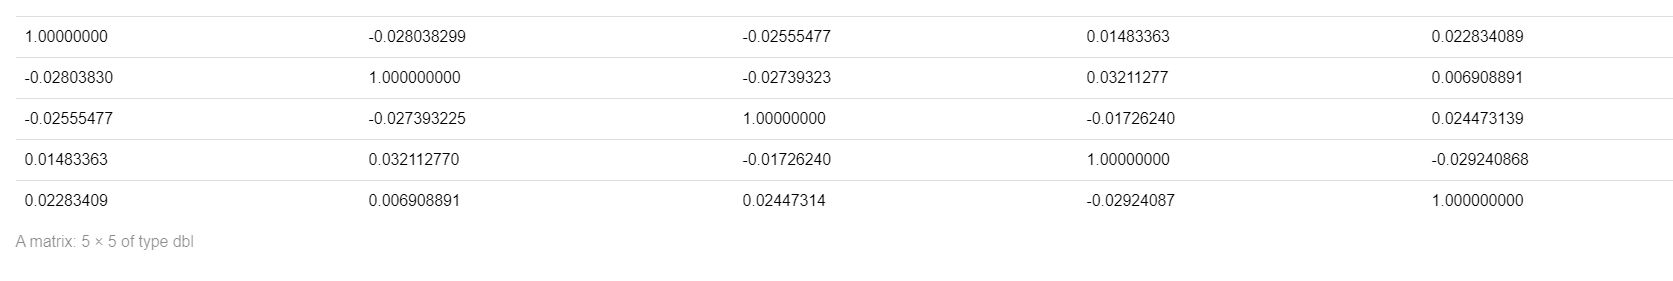 1.00000000 -0.028038299 -0.02555477 0.01483363 0.022834089
-0.02803830 1.000000000 -0.02739323 0.03211277 0.006908891
-0.02555477 -0.027393225 1.00000000 -0.01726240 0.024473139
0.01483363 0.032112770 -0.01726240 1.00000000 -0.029240868
0.02283409 0.006908891 0.02447314 -0.02924087 1.000000000
A matrix: 5 × 5 of type dbl